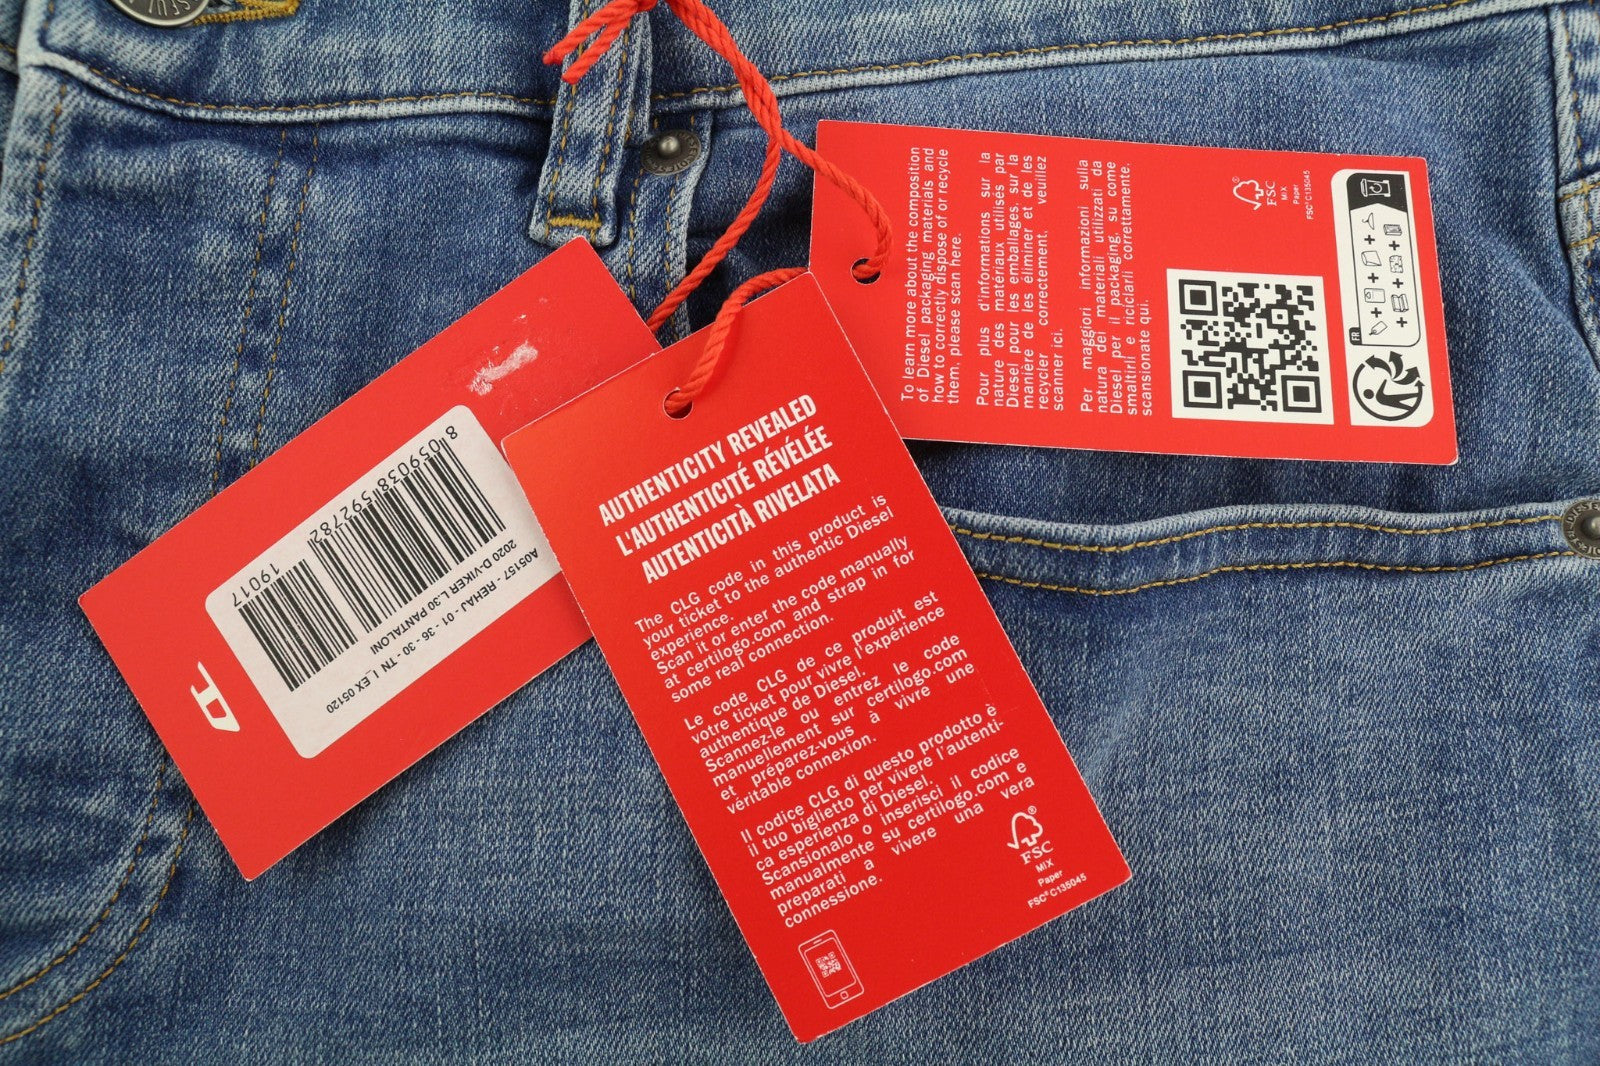 AUTHENTICITY REVEALED
L'AUTHENTICITÉ RÉVÉLÉE
AUTENTICITÀ RIVELATA
The CLG code in this product is
your ticket to the authentic Diesel
experience.
Scan it or enter the code manually
at certilogo.com and strap in for
some real connection.
Le code CLG de ce produit est
votre ticket pour vivre l'expérience
authentique de Diesel.
Scannez-le ou entrez le code
manuellement sur certilogo.com
et préparez-vous à vivre une
véritable connexion.
Il codice CLG di questo prodotto è
il tuo biglietto per vivere l'autenti-
ca esperienza di Diesel.
Scansionalo o inserisci il codice
manualmente su certilogo.com e
preparati a vivere una vera
connessione.
FSC®
MIX
Paper
FSC® C135045
To learn more about the composition
of Diesel packaging materials and
how to correctly dispose of or recycle
them, please scan here.
Pour plus d'informations sur la
nature des matériaux utilisés par
Diesel pour les emballages, sur la
manière de les éliminer et de les
recycler correctement, veuillez
scanner ici.
Per maggiori informazioni sulla
natura dei materiali utilizzati da
Diesel per il packaging, su come
smaltirli e riciclarli correttamente,
scansionate qui.
FSC®
MIX
Paper
FSC® C135045
FR
8 059038 592782
19017
A05157 - REHAJ - 01 - 36 - 30 - TN I_EX 05120
2020 D-VIKER L.30 PANTALONI
D